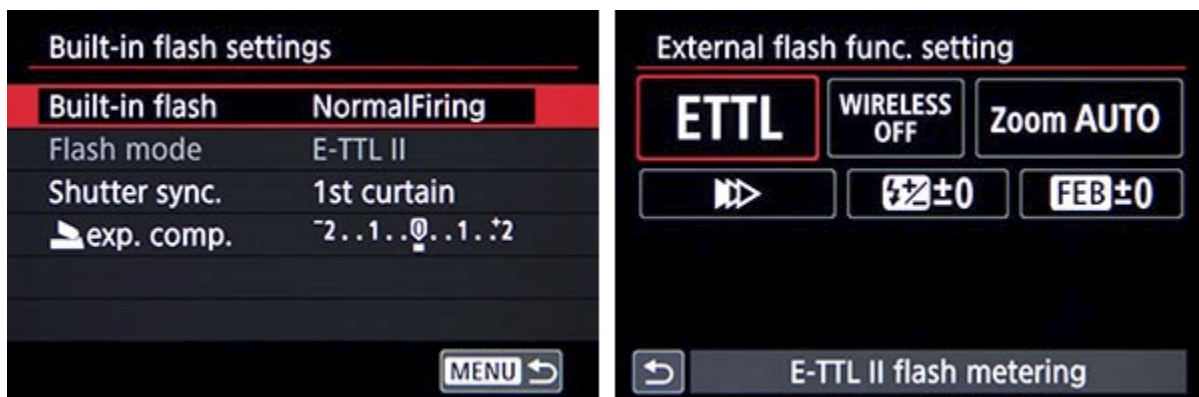 Built-in flash settings
Built-in flash NormalFiring
Flash mode E-TTL II
Shutter sync. 1st curtain
exp. comp. -2..1..0..1..+2
MENU
External flash func. setting
ETTL WIRELESS OFF Zoom AUTO
±0 FEB±0
E-TTL II flash metering